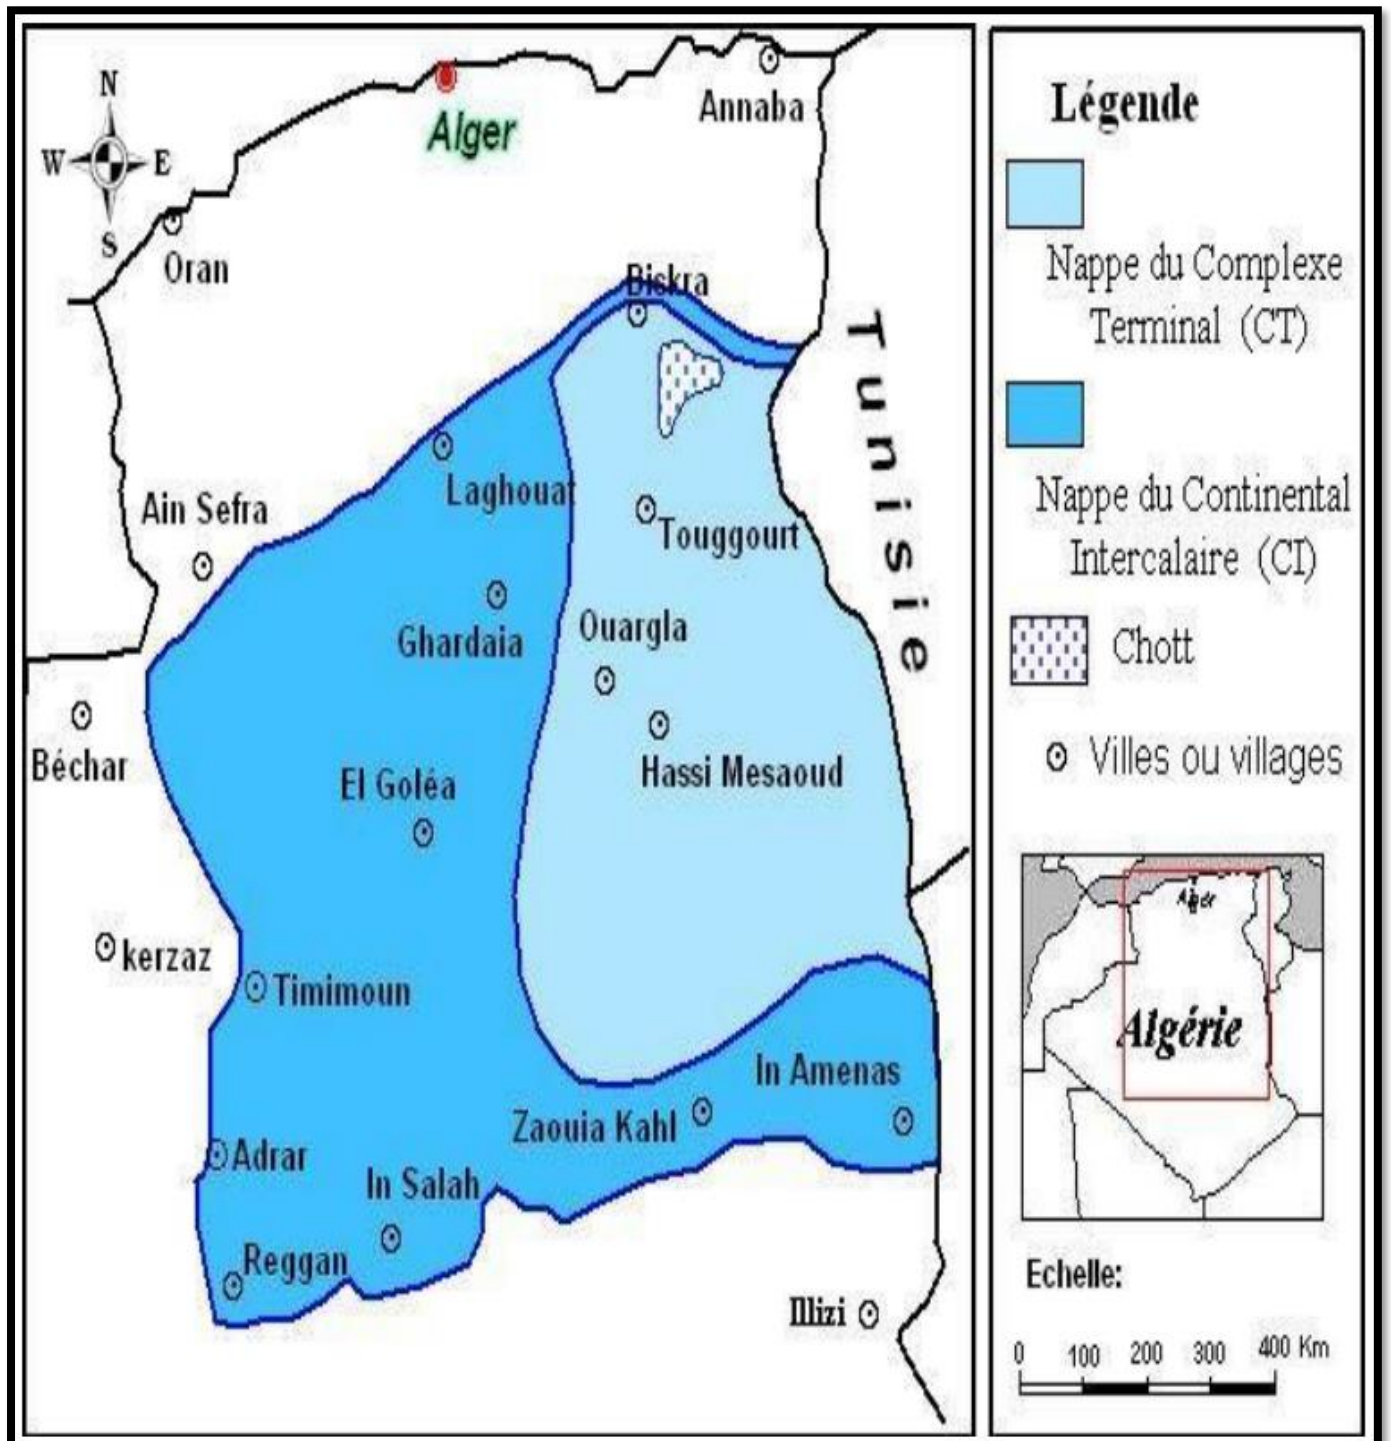 N
W E
S
Alger
Annaba
Oran
Biskra
Tunisie
Laghouat
Ain Sefra
Touggourt
Ghardaia
Ouargla
Béchar
Hassi Mesaoud
El Goléa
kerzaz
Timimoun
In Amenas
Zaouia Kahl
Adrar
In Salah
Reggan
Illizi
Légende
Nappe du Complexe
Terminal (CT)
Nappe du Continental
Intercalaire (CI)
Chott
Villes ou villages
Alger
Algérie
Echelle:
0 100 200 300 400 Km